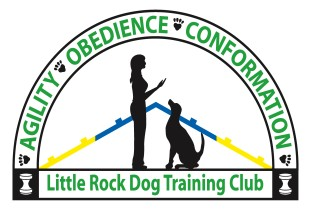 AGILITY OBEDIENCE CONFORMATION
Little Rock Dog Training Club